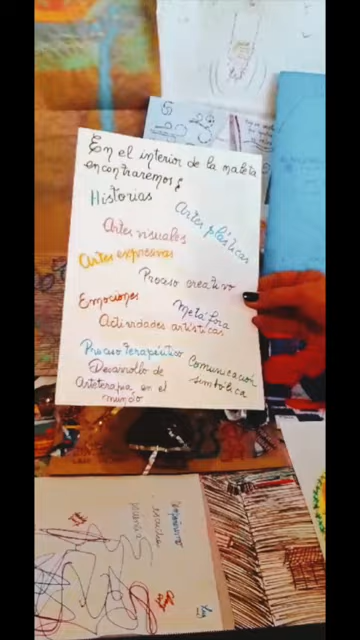 En el interior de la maleta
encontraremos:
Historias
Artes plásticas
Artes visuales
Artes expresivas
Proceso creativo
Emociones
Metáfora
Actividades artísticas
Proceso terapéutico
Comunicación
simbólica
Desarrollo de
Arteterapia en el
mundo